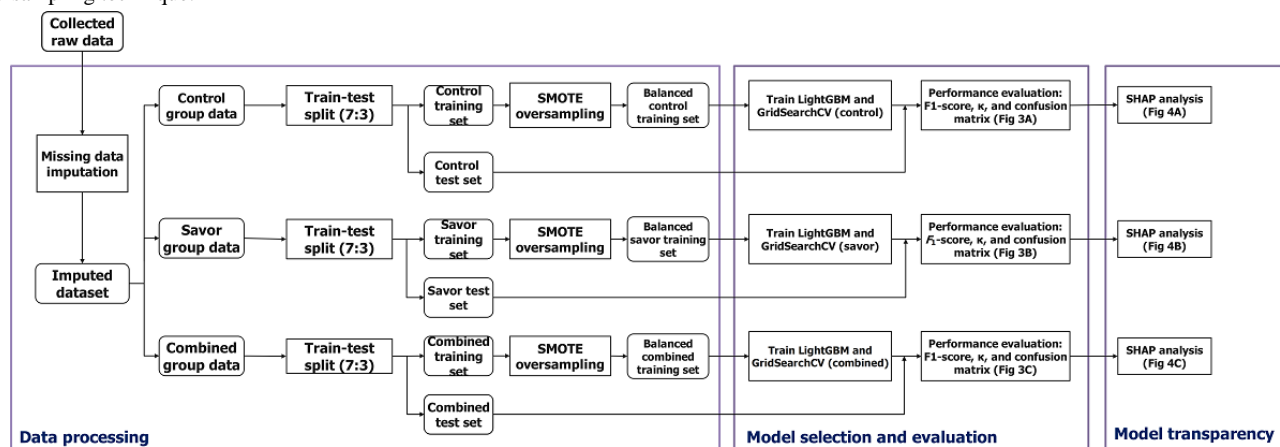 sampling technique.
Collected
raw data
Missing data
imputation
Imputed
dataset
Control
group data
Train-test
split (7:3)
Control
training
set
SMOTE
oversampling
Balanced
control
training set
Train LightGBM and
GridSearchCV (control)
Performance evaluation:
F1-score, κ, and confusion
matrix (Fig 3A)
SHAP analysis
(Fig 4A)
Control
test set
Savor
group data
Train-test
split (7:3)
Savor
training
set
SMOTE
oversampling
Balanced
savor training
set
Train LightGBM and
GridSearchCV (savor)
Performance evaluation:
F₁-score, κ, and confusion
matrix (Fig 3B)
SHAP analysis
(Fig 4B)
Savor test
set
Combined
group data
Train-test
split (7:3)
Combined
training
set
SMOTE
oversampling
Balanced
combined
training set
Train LightGBM and
GridSearchCV (combined)
Performance evaluation:
F1-score, κ, and confusion
matrix (Fig 3C)
SHAP analysis
(Fig 4C)
Combined
test set
Data processing
Model selection and evaluation
Model transparency